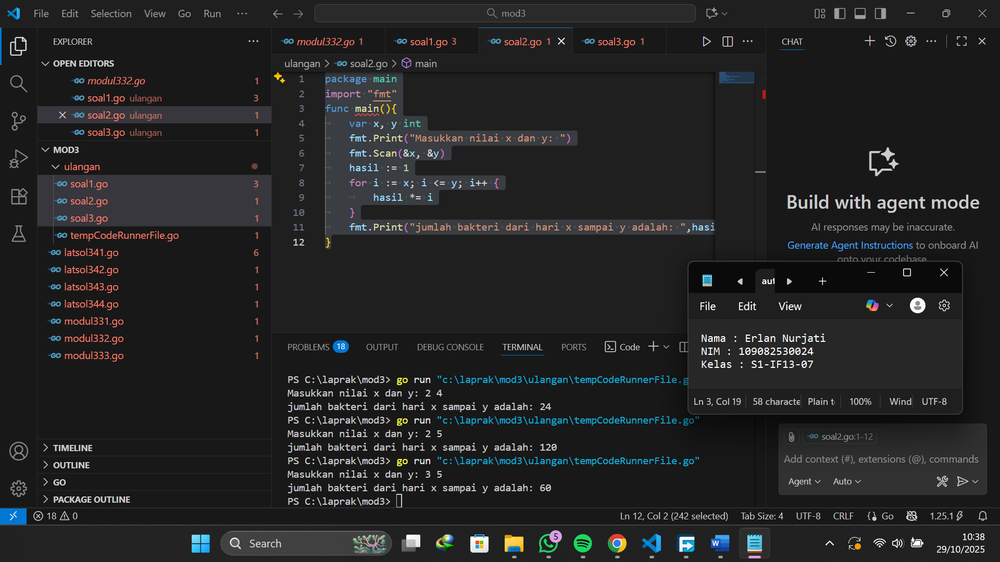 File Edit Selection View Go Run ···
mod3
EXPLORER
OPEN EDITORS
modul332.go 1
soal1.go ulangan 3
soal2.go ulangan 1
soal3.go ulangan 1
MOD3
ulangan
soal1.go 3
soal2.go 1
soal3.go 1
tempCodeRunnerFile.go 1
latsol341.go 6
latsol342.go 1
latsol343.go 1
latsol344.go 1
modul331.go 1
modul332.go 1
modul333.go 1
TIMELINE
OUTLINE
GO
PACKAGE OUTLINE
modul332.go 1 soal1.go 3 soal2.go 1 soal3.go 1
ulangan > soal2.go > main
1 package main
2 import "fmt"
3 func main(){
4 var x, y int
5 fmt.Print("Masukkan nilai x dan y: ")
6 fmt.Scan(&x, &y)
7 hasil := 1
8 for i := x; i <= y; i++ {
9 hasil *= i
10 }
11 fmt.Print("jumlah bakteri dari hari x sampai y adalah: ",hasi
12 }
PROBLEMS 18 OUTPUT DEBUG CONSOLE TERMINAL PORTS Code
PS C:\laprak\mod3> go run "c:\laprak\mod3\ulangan\tempCodeRunnerFile.g
Masukkan nilai x dan y: 2 4
jumlah bakteri dari hari x sampai y adalah: 24
PS C:\laprak\mod3> go run "c:\laprak\mod3\ulangan\tempCodeRunnerFile.go"
Masukkan nilai x dan y: 2 5
jumlah bakteri dari hari x sampai y adalah: 120
PS C:\laprak\mod3> go run "c:\laprak\mod3\ulangan\tempCodeRunnerFile.go"
Masukkan nilai x dan y: 3 5
jumlah bakteri dari hari x sampai y adalah: 60
PS C:\laprak\mod3>
CHAT
Build with agent mode
AI responses may be inaccurate.
Generate Agent Instructions to onboard AI
onto your codebase.
aut
File Edit View
Nama : Erlan Nurjati
NIM : 109082530024
Kelas : S1-IF13-07
Ln 3, Col 19 58 characte Plain t 100% Wind UTF-8
soal2.go:1-12
Add context (#), extensions (@), commands
Agent Auto
18 0
Ln 12, Col 2 (242 selected) Tab Size: 4 UTF-8 CRLF Go 1.25.1
Search
5
10:38
29/10/2025